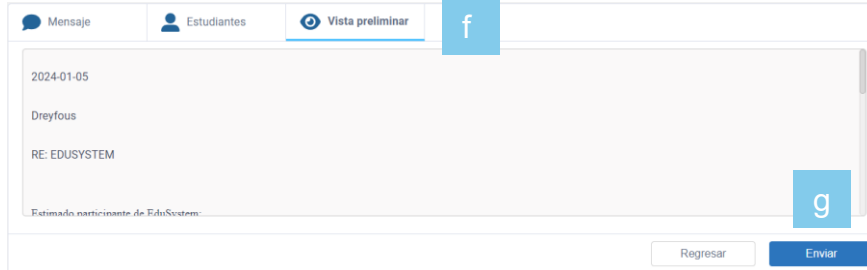 Mensaje
Estudiantes
Vista preliminar
f
2024-01-05
Dreyfous
RE: EDUSYSTEM
Estimado participante de EduSystem:
g
Regresar
Enviar